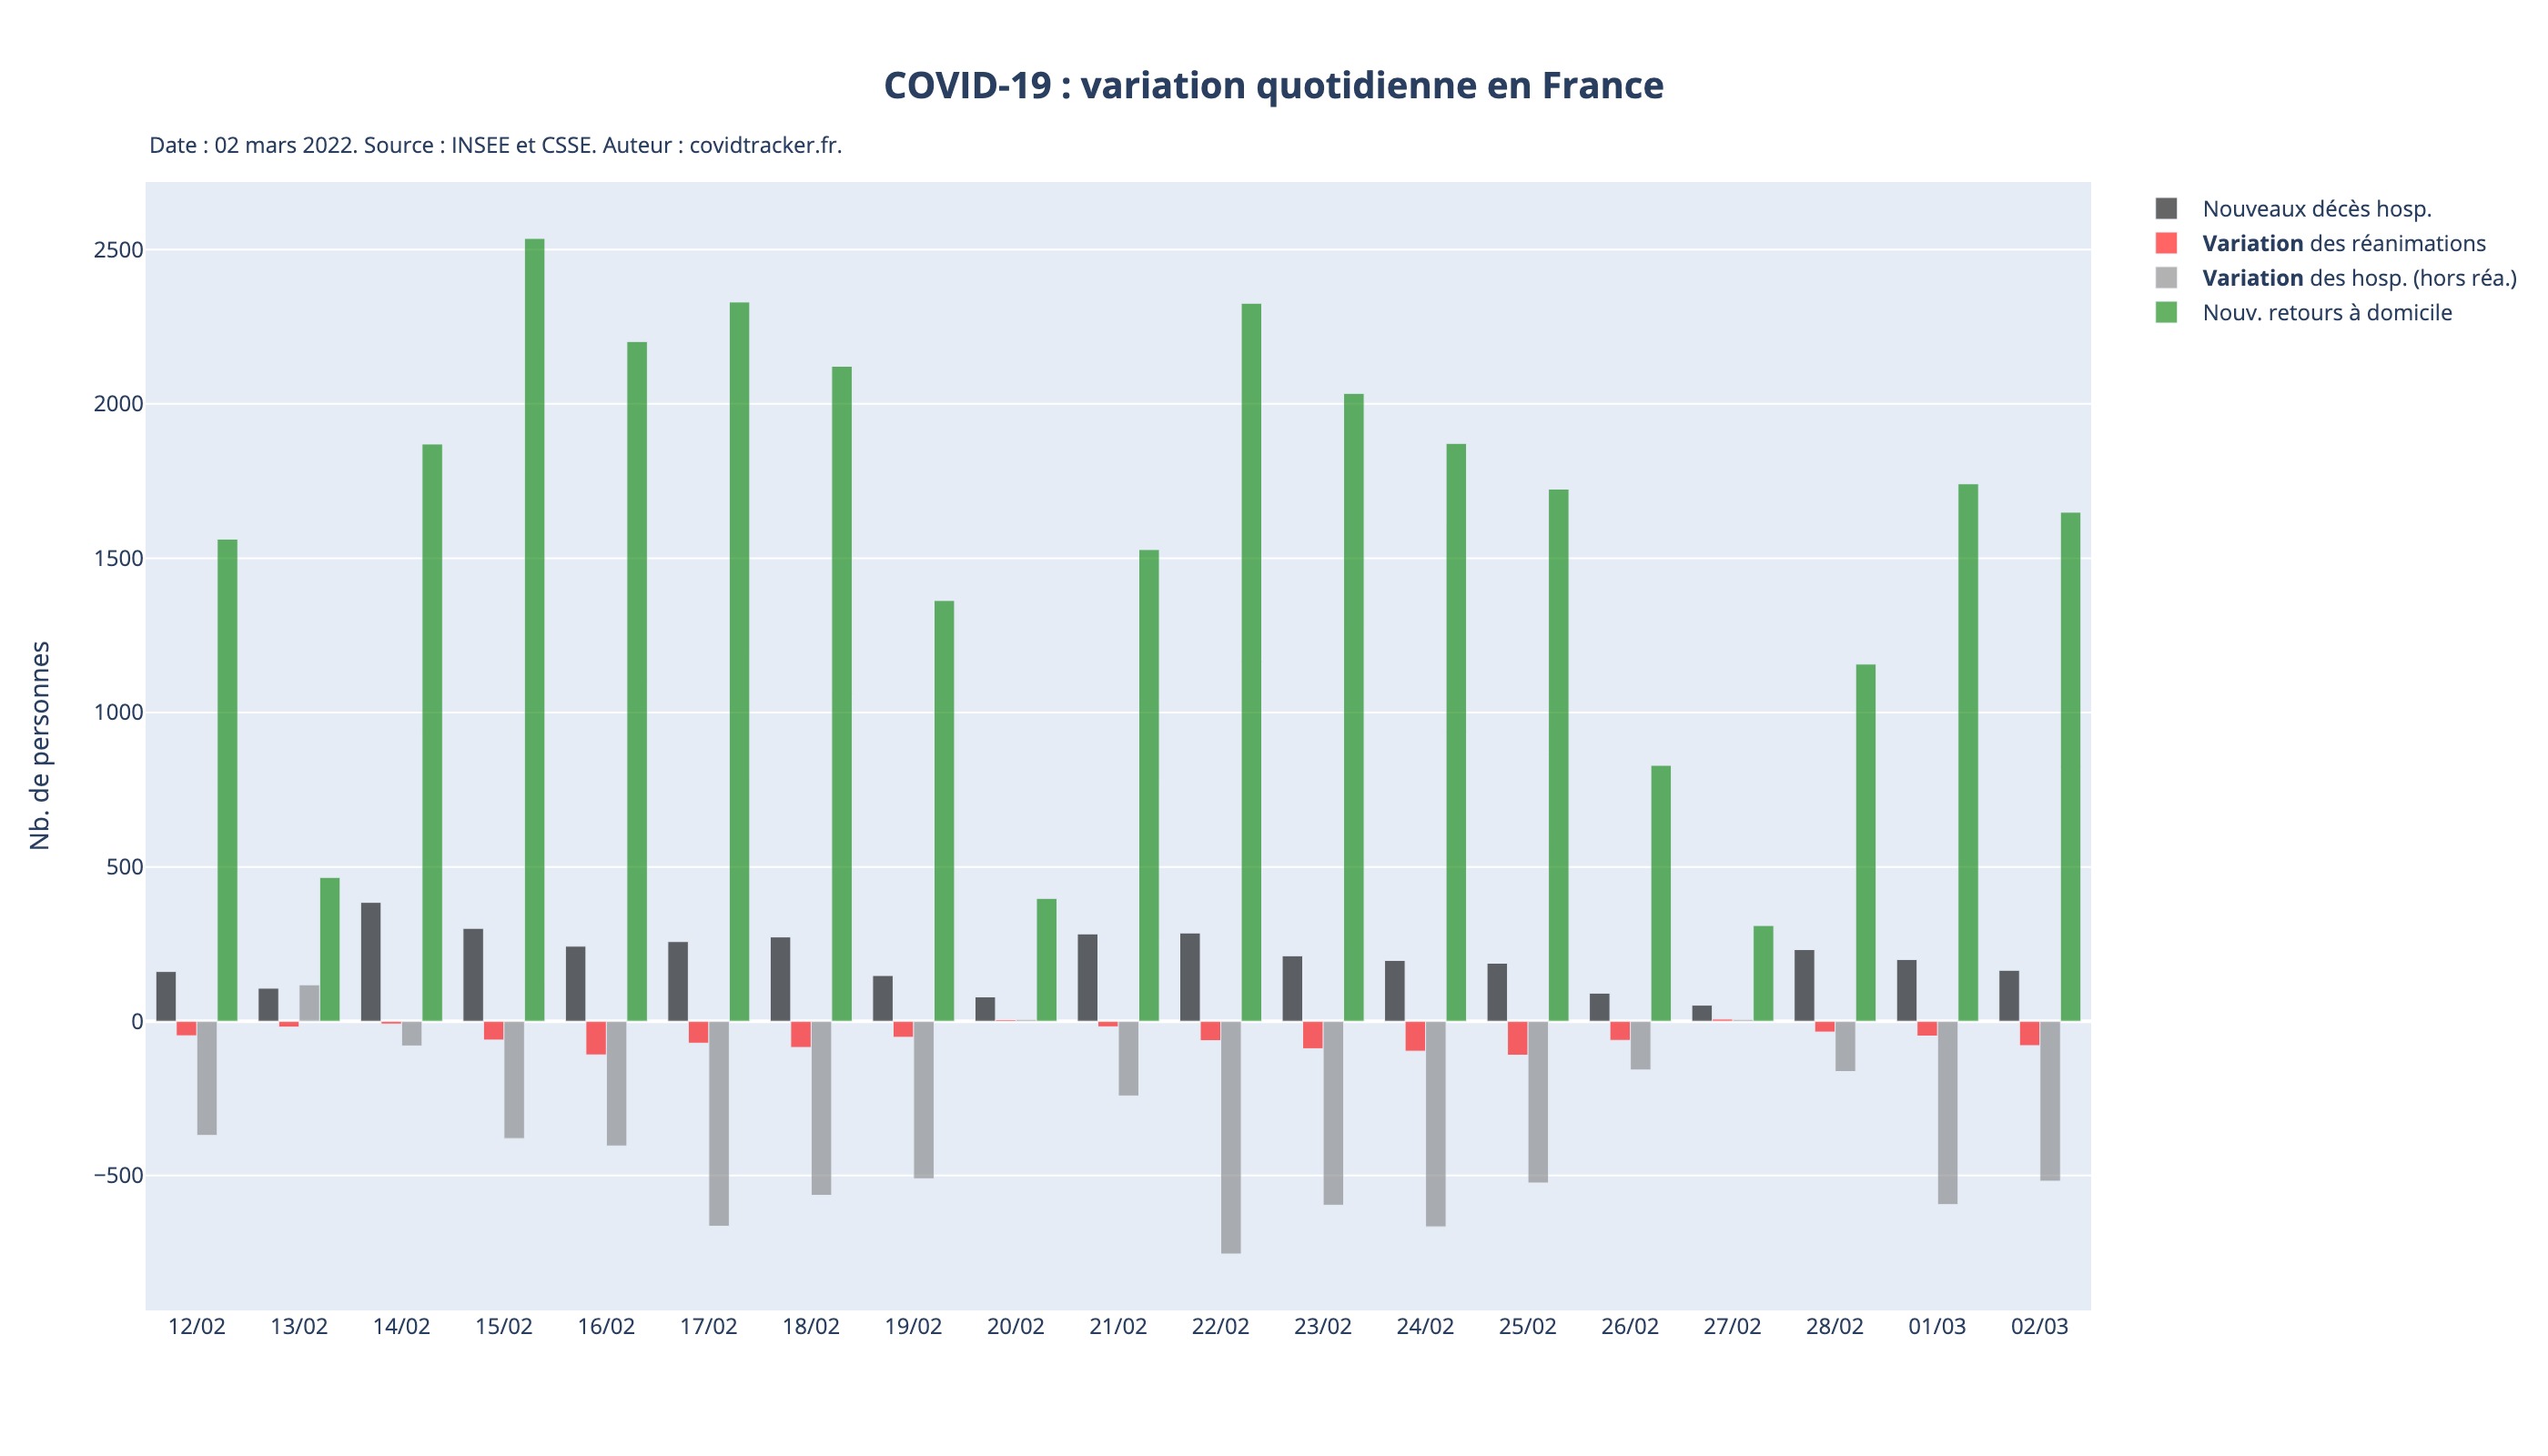 COVID-19 : variation quotidienne en France
Date : 02 mars 2022. Source : INSEE et CSSE. Auteur : covidtracker.fr.
Nouveaux décès hosp.
Variation des réanimations
Variation des hosp. (hors réa.)
Nouv. retours à domicile
Nb. de personnes
2500
2000
1500
1000
500
0
−500
12/02 13/02 14/02 15/02 16/02 17/02 18/02 19/02 20/02 21/02 22/02 23/02 24/02 25/02 26/02 27/02 28/02 01/03 02/03